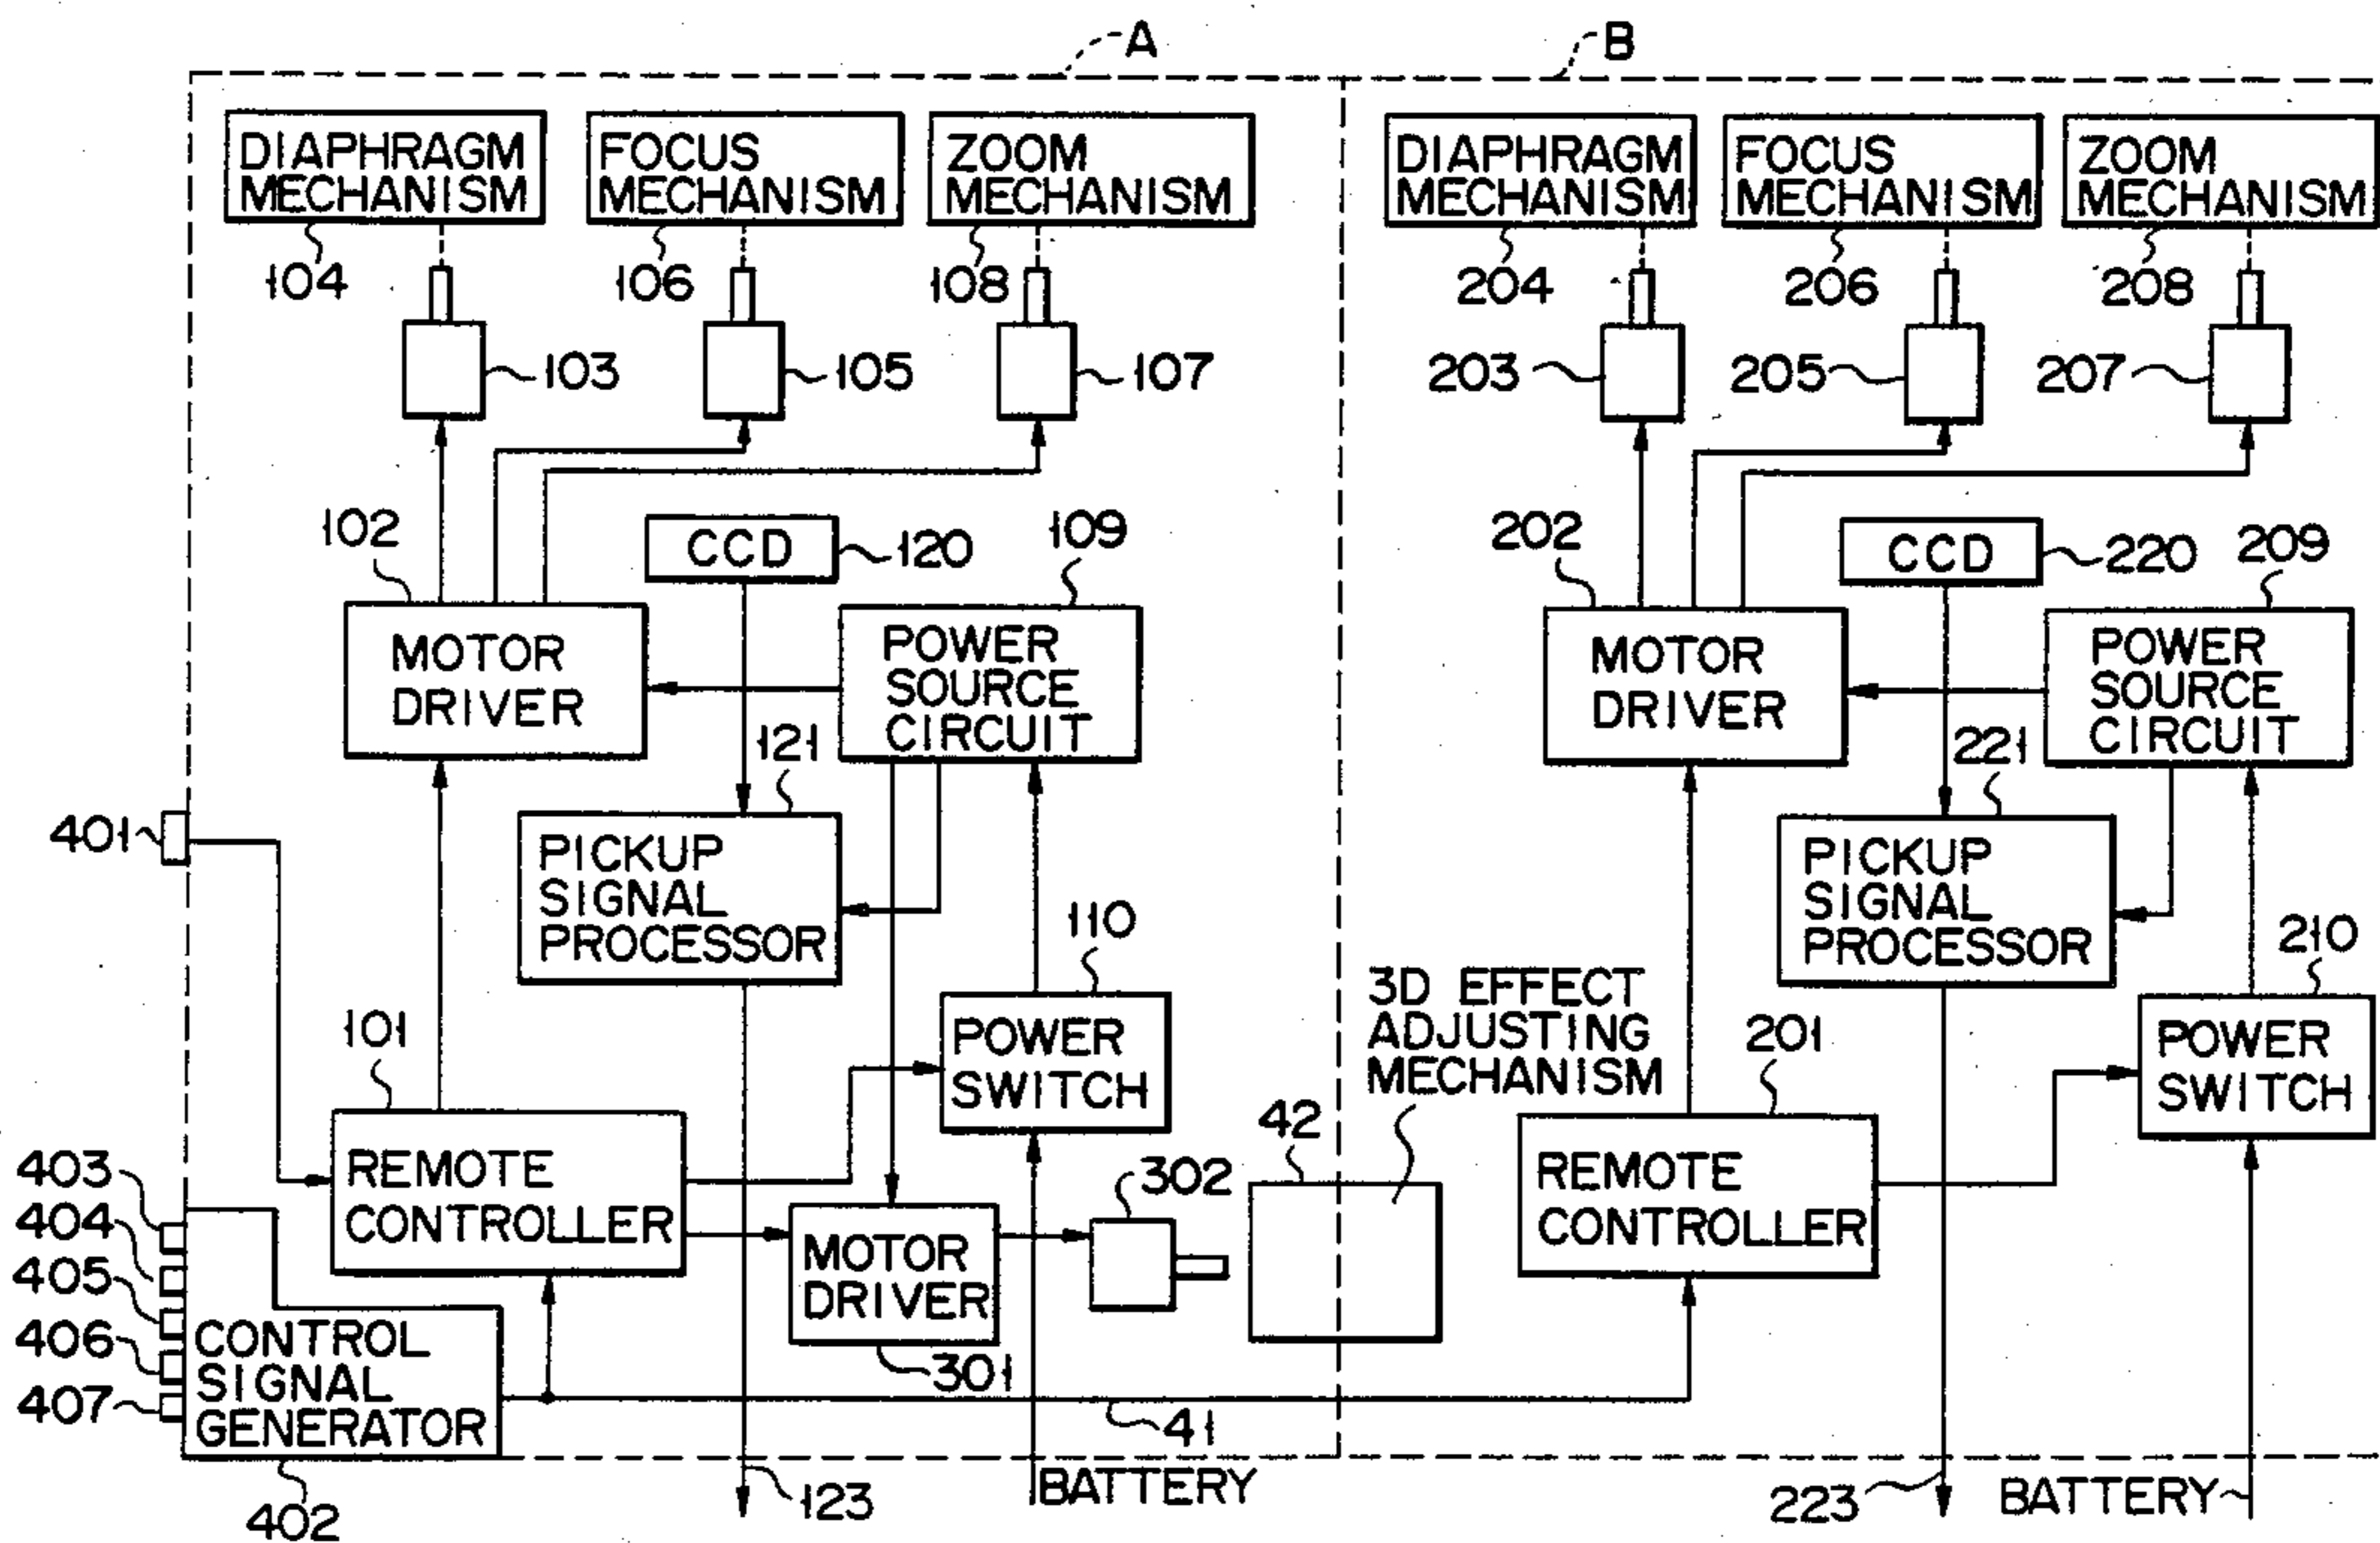 A
B
DIAPHRAGM
MECHANISM
FOCUS
MECHANISM
ZOOM
MECHANISM
DIAPHRAGM
MECHANISM
FOCUS
MECHANISM
ZOOM
MECHANISM
104
106
108
204
206
208
103
105
107
203
205
207
102
CCD
120
109
202
CCD
220
209
MOTOR
DRIVER
POWER
SOURCE
CIRCUIT
MOTOR
DRIVER
POWER
SOURCE
CIRCUIT
121
221
401
PICKUP
SIGNAL
PROCESSOR
110
PICKUP
SIGNAL
PROCESSOR
210
101
POWER
SWITCH
3D EFFECT
ADJUSTING
MECHANISM
201
POWER
SWITCH
42
403
404
405
406
407
REMOTE
CONTROLLER
302
REMOTE
CONTROLLER
MOTOR
DRIVER
301
CONTROL
SIGNAL
GENERATOR
41
402
123
BATTERY
223
BATTERY